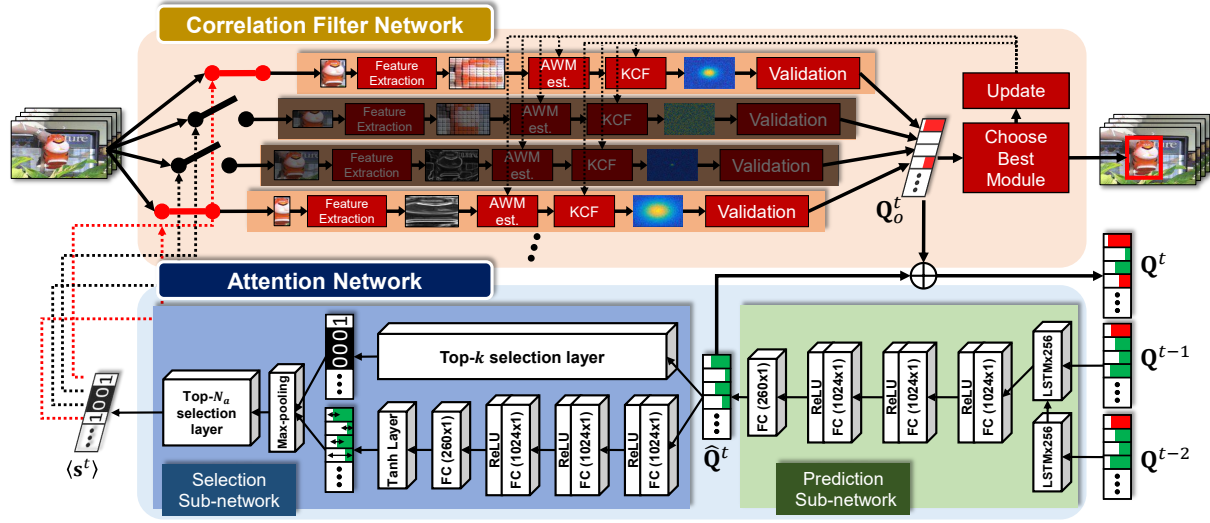 Correlation Filter Network
Feature
Extraction
AWM
est.
KCF
Validation
Feature
Extraction
AWM
est.
KCF
Validation
Feature
Extraction
AWM
est.
KCF
Validation
Feature
Extraction
AWM
est.
KCF
Validation
Update
Choose
Best
Module
Q_o^t
Attention Network
⟨s^t⟩
1001
Top-N_a
selection
layer
Max-pooling
0001
Top-k selection layer
Tanh Layer
FC (260x1)
ReLU
FC (1024x1)
ReLU
FC (1024x1)
ReLU
FC (1024x1)
Selection
Sub-network
Q̂^t
FC (260x1)
ReLU
FC (1024x1)
ReLU
FC (1024x1)
ReLU
FC (1024x1)
LSTMx256
LSTMx256
Prediction
Sub-network
Q^t
Q^{t-1}
Q^{t-2}